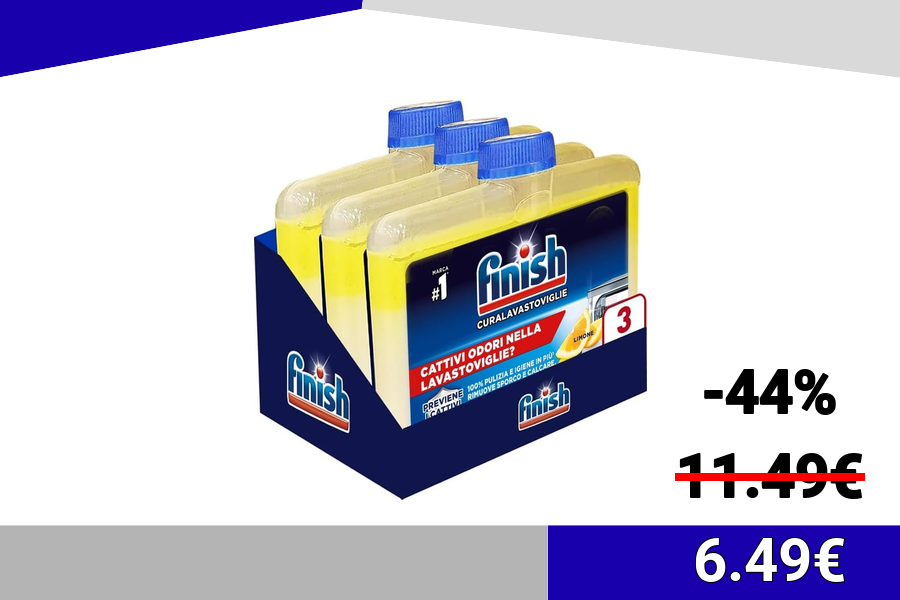 MARCA
#1
finish
CURALAVASTOVIGLIE
CATTIVI ODORI NELLA
LAVASTOVIGLIE?
LIMONE
3
100% PULIZIA E IGIENE IN PIÙ*
RIMUOVE SPORCO E CALCARE
PREVIENE
I CATTIVI
finish
finish
-44%
11.49€
6.49€